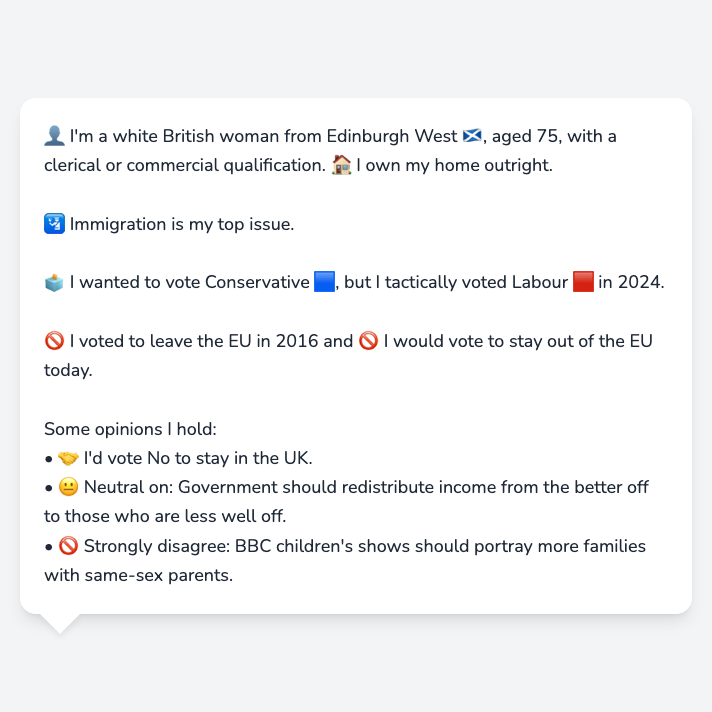 👤 I'm a white British woman from Edinburgh West 🏴󠁧󠁢󠁳󠁣󠁴󠁿, aged 75, with a
clerical or commercial qualification. 🏠 I own my home outright.
🛂 Immigration is my top issue.
🗳️ I wanted to vote Conservative 🟦, but I tactically voted Labour 🟥 in 2024.
🚫 I voted to leave the EU in 2016 and 🚫 I would vote to stay out of the EU
today.
Some opinions I hold:
• 🤝 I'd vote No to stay in the UK.
• 😐 Neutral on: Government should redistribute income from the better off
to those who are less well off.
• 🚫 Strongly disagree: BBC children's shows should portray more families
with same-sex parents.